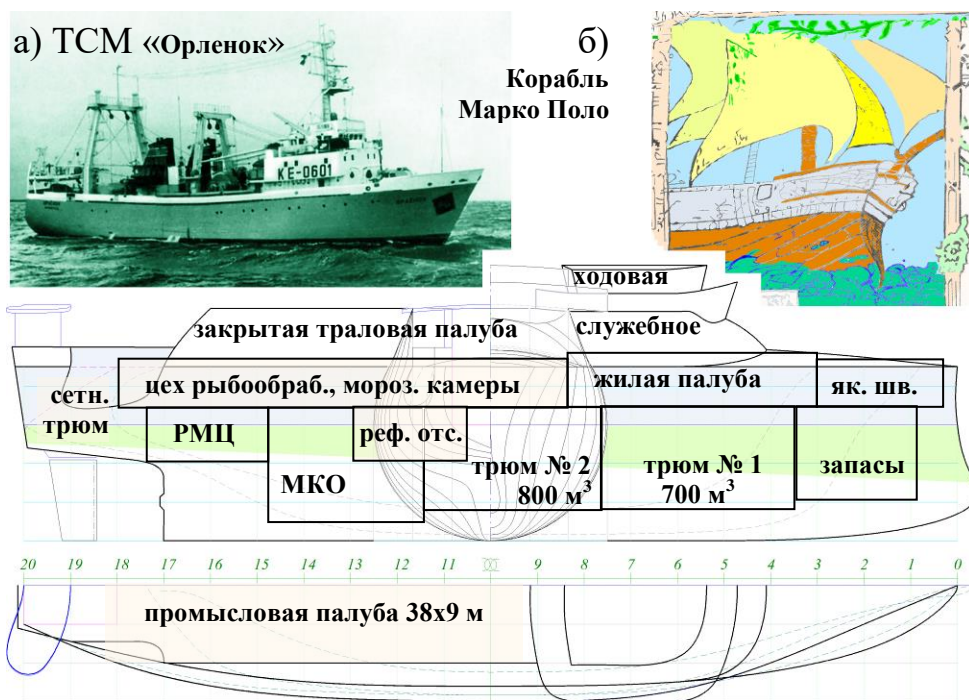 а) ТСМ «Орленок»
б)
Корабль
Марко Поло
КЕ-0601
ходовая
закрытая траловая палуба
служебное
цех рыбообраб., мороз. камеры
жилая палуба
як. шв.
сетн.
трюм
РМЦ
реф. отс.
МКО
трюм № 2
800 м³
трюм № 1
700 м³
запасы
20 19 18 17 16 15 14 13 12 11 9 8 7 6 5 4 3 2 1 0
промысловая палуба 38х9 м